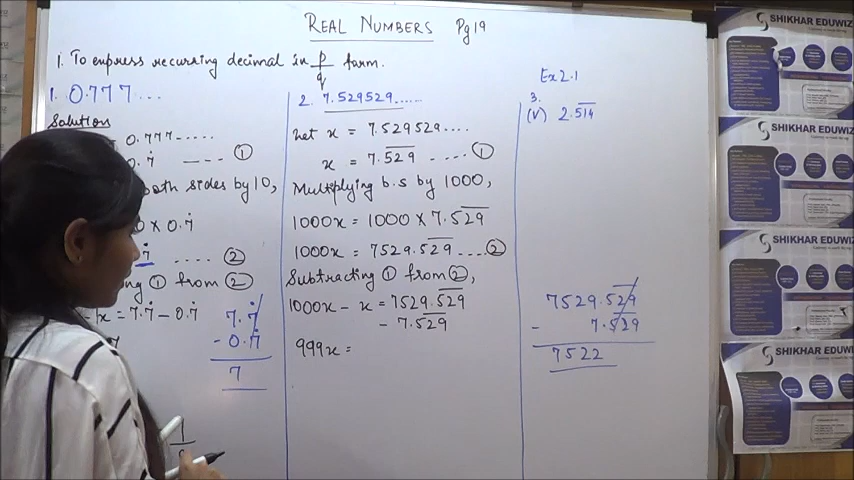 REAL NUMBERS Pg 19
1. To express recurring decimal in p/q form.
1. 0.777...
Solution
0.777.....
0.7̇ ---- ①
both sides by 10,
0 x 0.7̇
7̇ .... ②
ing ① from ②
x = 7.7̇ - 0.7̇
7.7̇
- 0.7̇
7
1
2. 7.529529......
Let x = 7.529529....
x = 7.5̅2̅9̅ .... ①
Multiplying b.s by 1000,
1000x = 1000 x 7.5̅2̅9̅
1000x = 7529.5̅2̅9̅ .... ②
Subtracting ① from ②,
1000x - x = 7529.5̅2̅9̅
- 7.5̅2̅9̅
999x =
Ex 2.1
3.
(V) 2.5̅1̅4̅
7529.5̅2̅9̅
- 7.5̅2̅9̅
7522
SHIKHAR EDUWIZ
SHIKHAR EDUWIZ
SHIKHAR EDUWIZ
SHIKHAR EDUWIZ